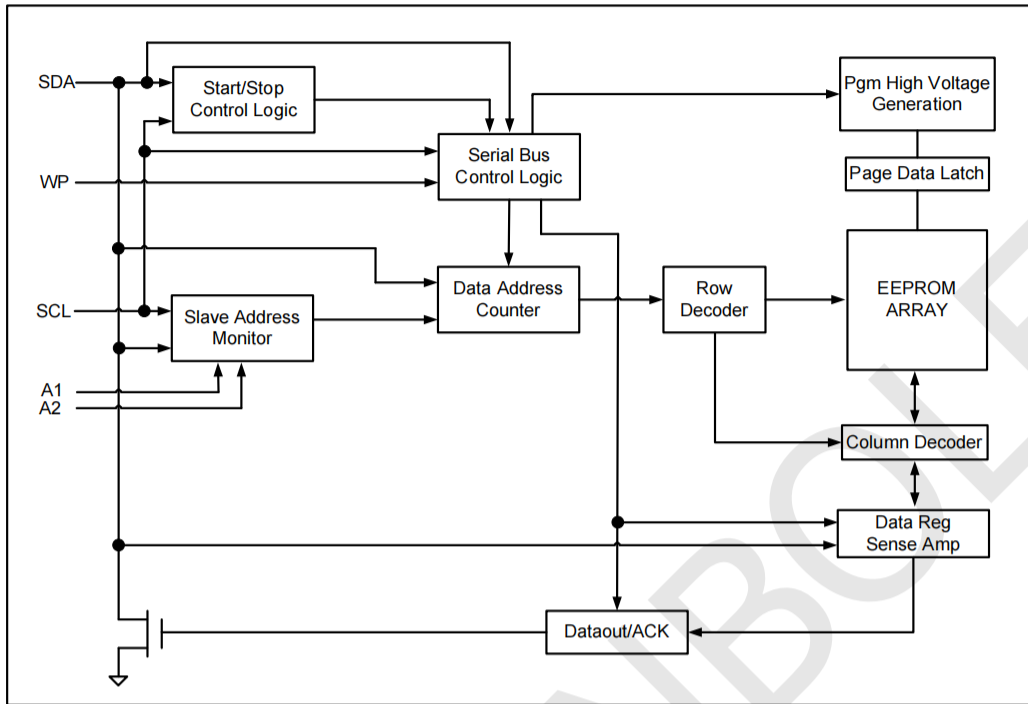 SDA
Start/Stop
Control Logic
Pgm High Voltage
Generation
Serial Bus
Control Logic
WP
Page Data Latch
Data Address
Counter
Row
Decoder
EEPROM
ARRAY
SCL
Slave Address
Monitor
A1
A2
Column Decoder
Data Reg
Sense Amp
Dataout/ACK